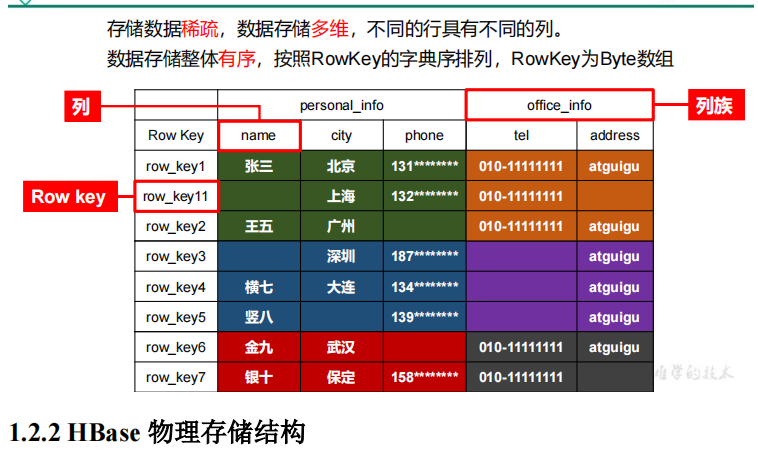 存储数据稀疏，数据存储多维，不同的行具有不同的列。
数据存储整体有序，按照RowKey的字典序排列，RowKey为Byte数组
列 personal_info office_info 列族
Row Key name city phone tel address
row_key1 张三 北京 131******** 010-11111111 atguigu
Row key row_key11 上海 132******** 010-11111111
row_key2 王五 广州 010-11111111 atguigu
row_key3 深圳 187******** atguigu
row_key4 横七 大连 134******** atguigu
row_key5 竖八 139******** atguigu
row_key6 金九 武汉 010-11111111 atguigu
row_key7 银十 保定 158******** 010-11111111
学的技术
1.2.2 HBase 物理存储结构